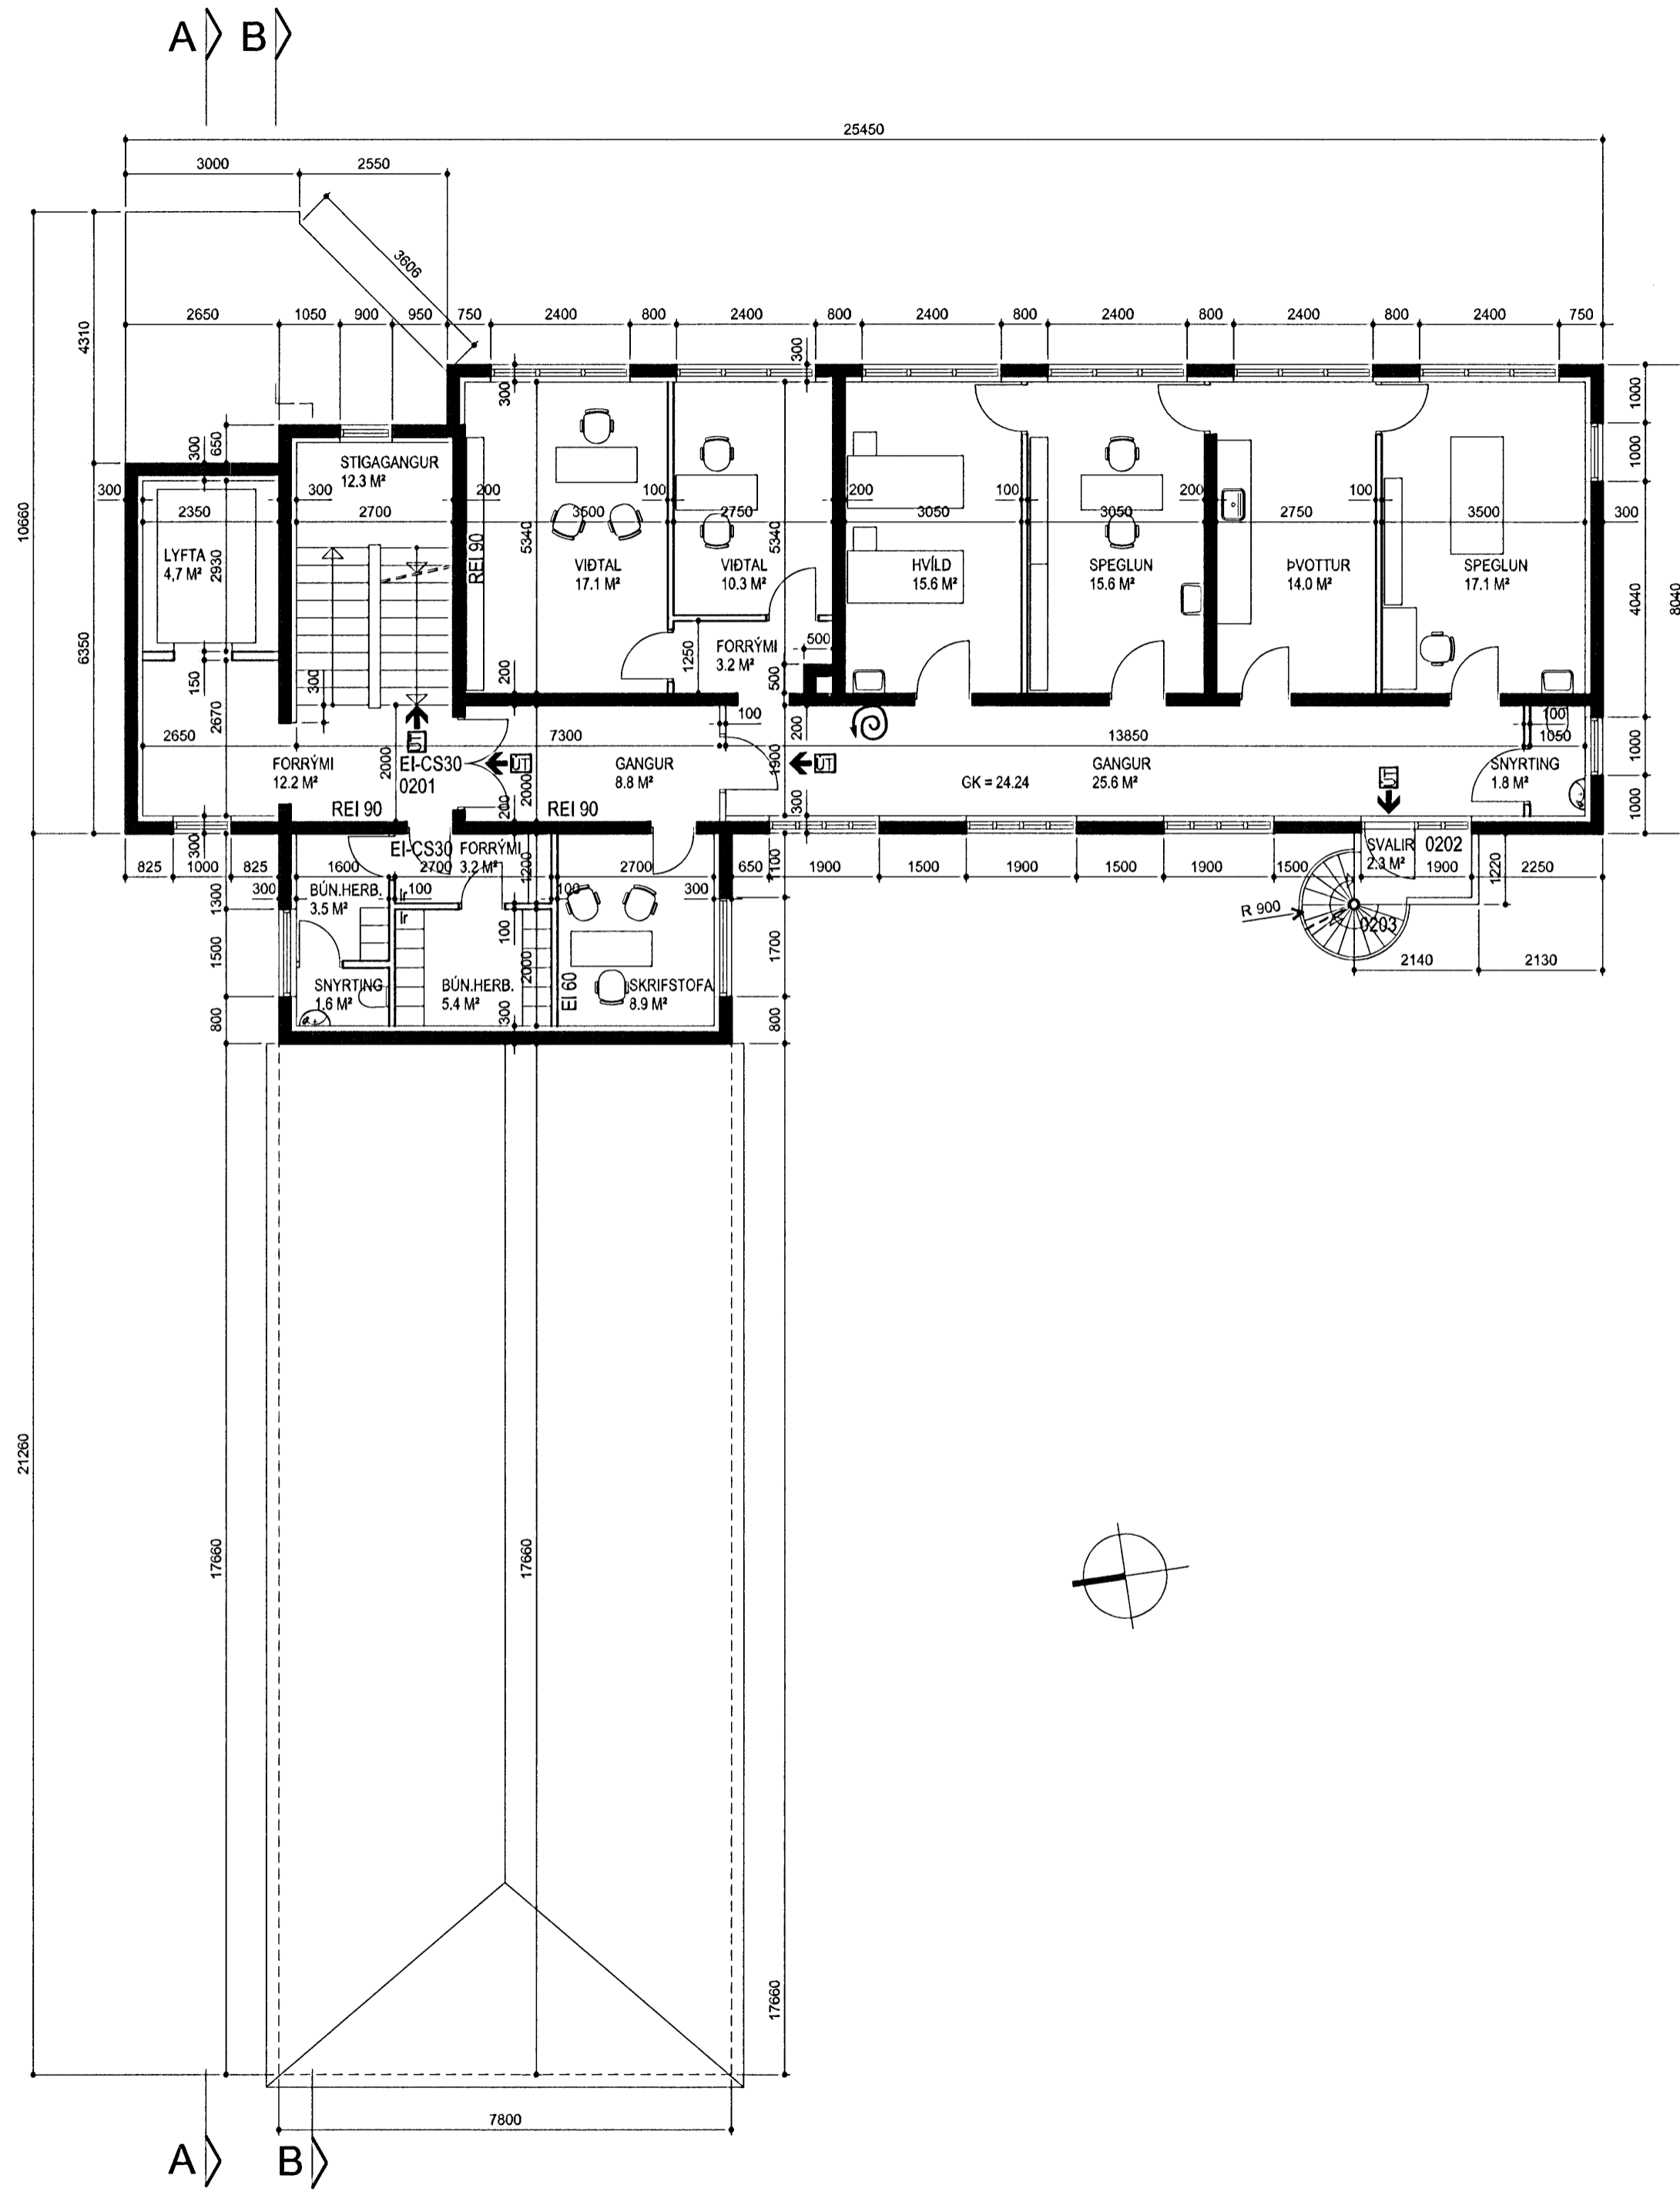 A B
25450
3000 2550
3606
2650 1050 900 950 750 2400 800 2400 800 2400 800 2400 800 2400 800 2400 750
4310
10660
6350
21260
300
300
300 650
1000
1000
4040
8040
1000
1000
STIGAGANGUR
12.3 M²
300 300 200 100 200 100 200 100
2350 2700 3500 2750 3050 3050 2750 3500 300
5340 5340
2930
LYFTA
4,7 M²
REI 90
VIÐTAL
17.1 M²
VIÐTAL
10.3 M²
HVÍLD
15.6 M²
SPEGLUN
15.6 M²
ÞVOTTUR
14.0 M²
SPEGLUN
17.1 M²
FORRÝMI
3.2 M²
500
500
1250
200
300
150
2670
100
200
100
1050
2650 7300 13850
FORRÝMI
12.2 M²
2000
ÚT
EI-CS30
0201
ÚT
2000
200
GANGUR
8.8 M²
1900
ÚT
300
GK = 24.24
GANGUR
25.6 M²
ÚT
SNYRTING
1.8 M²
REI 90 REI 90
300
EI-CS30
FORRÝMI
3.2 M²
SVALIR
2.3 M²
0202
825 1000 825 1600 2700 1200 2700 650 1100 1900 1500 1900 1500 1900 1500 1900 2250
1220
300 100 100 300
1300
BÚN.HERB.
3.5 M²
Ir
Ir
R 900
0203
1500
100
2000
1700
2140 2130
SNYRTING
1.6 M²
BÚN.HERB.
5.4 M²
EI 60
SKRIFSTOFA
8.9 M²
800
300
800
17660 17660
17660
7800
A B